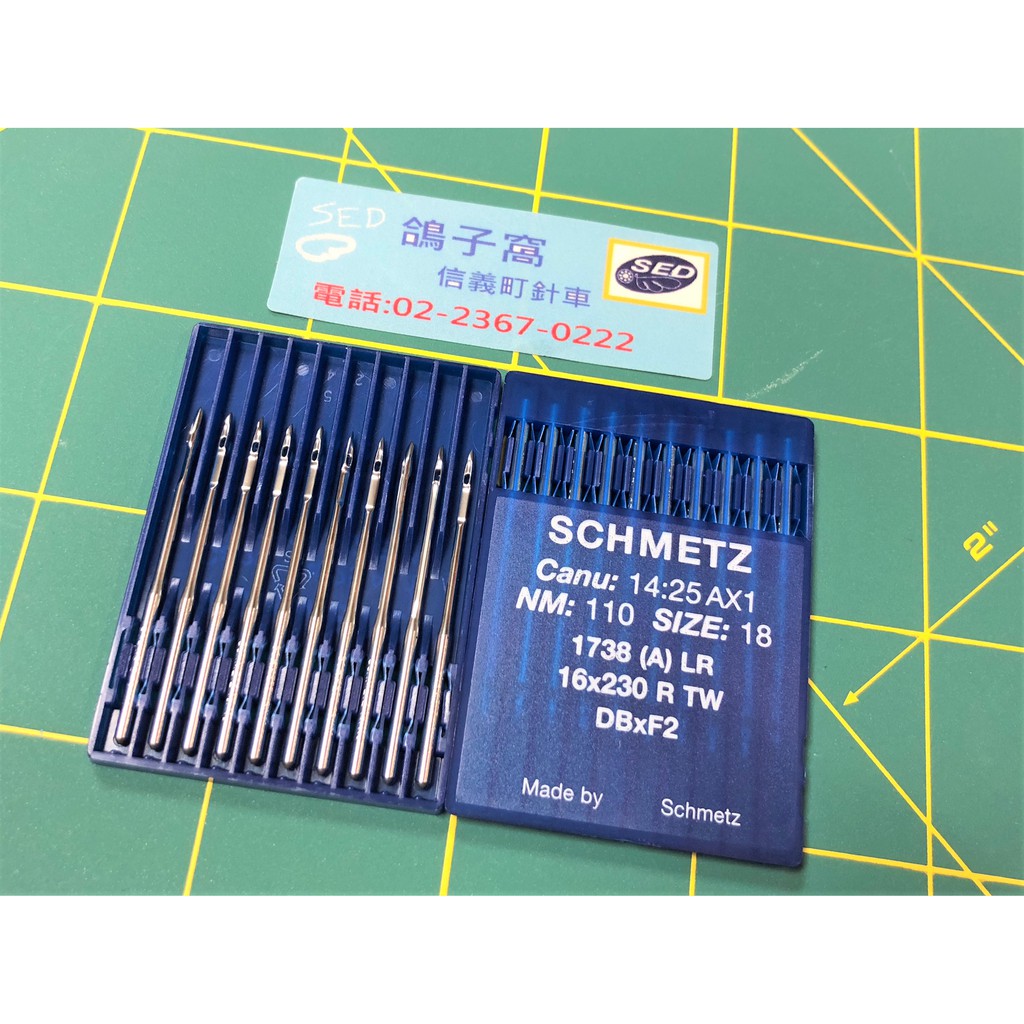 SED
鴿子窩
SED
信義町針車
電話:02-2367-0222
SCHMETZ
Canu: 14:25 AX1
NM: 110 SIZE: 18
1738 (A) LR
16x230 R TW
DBxF2
Made by Schmetz
2"